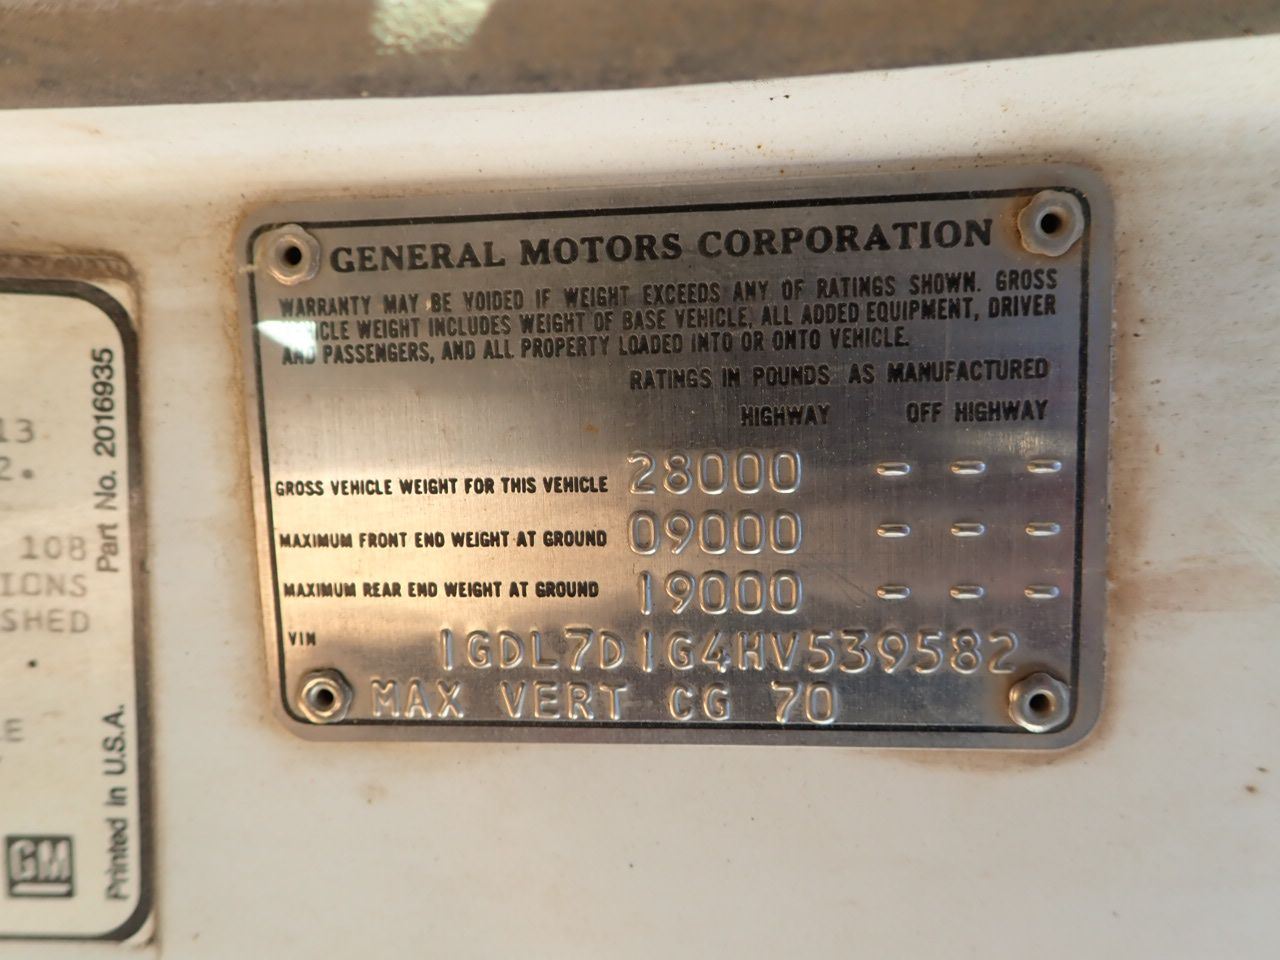 GENERAL MOTORS CORPORATION
WARRANTY MAY BE VOIDED IF WEIGHT EXCEEDS ANY OF RATINGS SHOWN. GROSS
VEHICLE WEIGHT INCLUDES WEIGHT OF BASE VEHICLE, ALL ADDED EQUIPMENT, DRIVER
AND PASSENGERS, AND ALL PROPERTY LOADED INTO OR ONTO VEHICLE.
RATINGS IN POUNDS AS MANUFACTURED
HIGHWAY OFF HIGHWAY
GROSS VEHICLE WEIGHT FOR THIS VEHICLE 28000 - - -
MAXIMUM FRONT END WEIGHT AT GROUND 09000 - - -
MAXIMUM REAR END WEIGHT AT GROUND 19000 - - -
VIN 1GDL7D1G4HV539582
MAX VERT CG 70
13
2.
108
IONS
SHED
.
E
GM
Part No. 2016935
Printed in U.S.A.